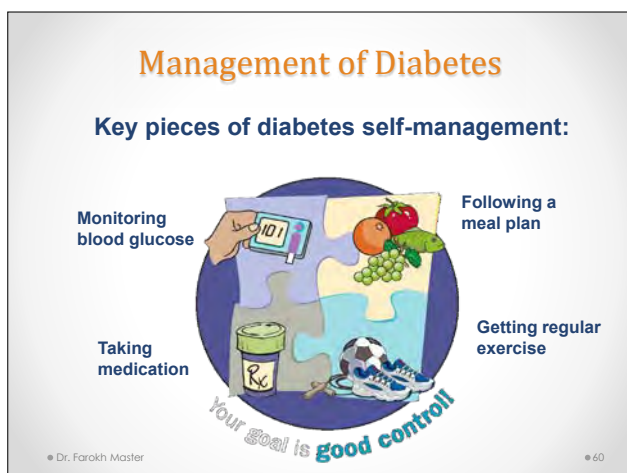 Management of Diabetes
Key pieces of diabetes self-management:
Monitoring
blood glucose
101
Following a
meal plan
Taking
medication
Rx
Getting regular
exercise
Your goal is good control!
Dr. Farokh Master
60